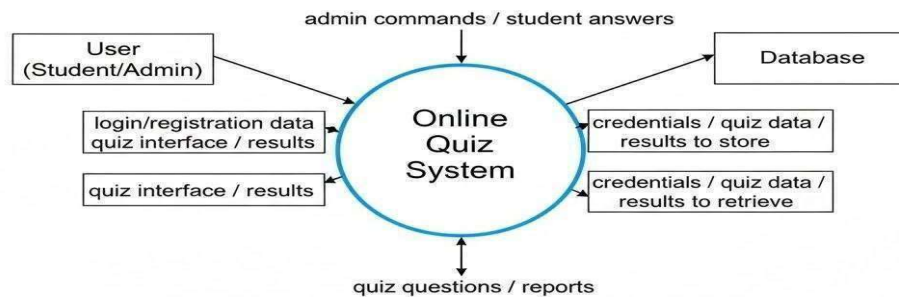 admin commands / student answers
User
(Student/Admin)
Database
login/registration data
quiz interface / results
Online
Quiz
System
credentials / quiz data /
results to store
quiz interface / results
credentials / quiz data /
results to retrieve
quiz questions / reports